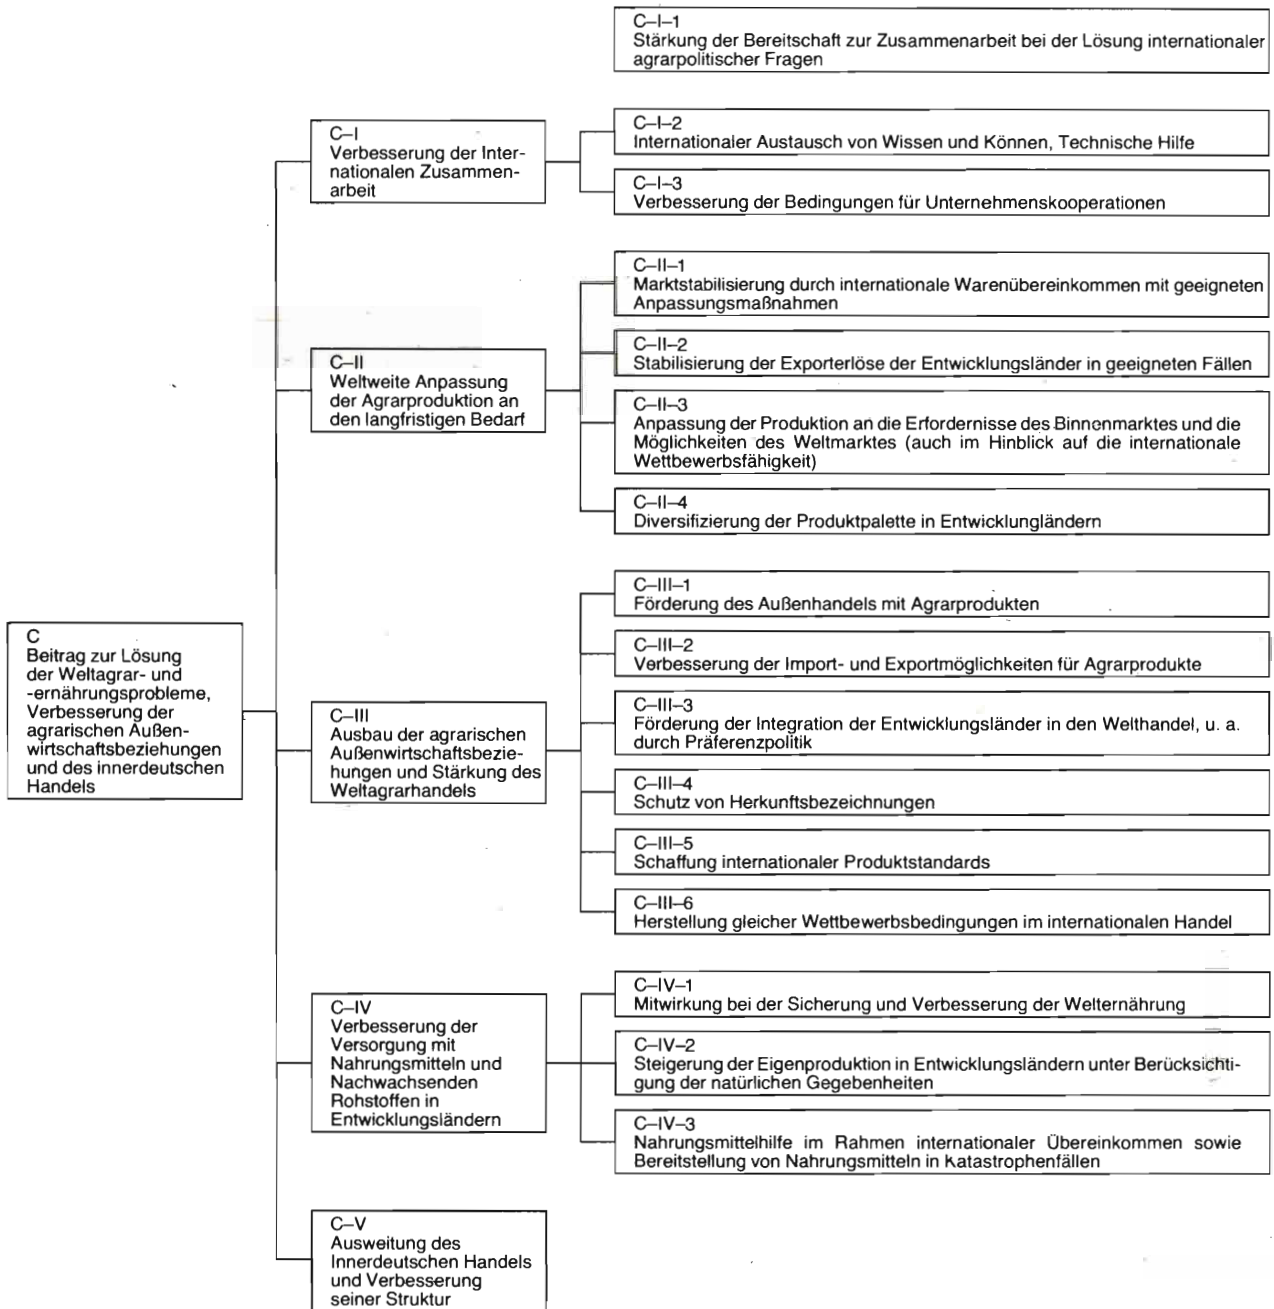 C
Beitrag zur Lösung
der Weltagrar- und
-ernährungsprobleme,
Verbesserung der
agrarischen Außen-
wirtschaftsbeziehungen
und des innerdeutschen
Handels
C–I
Verbesserung der Inter-
nationalen Zusammen-
arbeit
C–I–1
Stärkung der Bereitschaft zur Zusammenarbeit bei der Lösung internationaler
agrarpolitischer Fragen
C–I–2
Internationaler Austausch von Wissen und Können, Technische Hilfe
C–I–3
Verbesserung der Bedingungen für Unternehmenskooperationen
C–II
Weltweite Anpassung
der Agrarproduktion an
den langfristigen Bedarf
C–II–1
Marktstabilisierung durch internationale Warenübereinkommen mit geeigneten
Anpassungsmaßnahmen
C–II–2
Stabilisierung der Exporterlöse der Entwicklungsländer in geeigneten Fällen
C–II–3
Anpassung der Produktion an die Erfordernisse des Binnenmarktes und die
Möglichkeiten des Weltmarktes (auch im Hinblick auf die internationale
Wettbewerbsfähigkeit)
C–II–4
Diversifizierung der Produktpalette in Entwicklungländern
C–III
Ausbau der agrarischen
Außenwirtschaftsbezie-
hungen und Stärkung des
Weltagrarhandels
C–III–1
Förderung des Außenhandels mit Agrarprodukten
C–III–2
Verbesserung der Import- und Exportmöglichkeiten für Agrarprodukte
C–III–3
Förderung der Integration der Entwicklungsländer in den Welthandel, u. a.
durch Präferenzpolitik
C–III–4
Schutz von Herkunftsbezeichnungen
C–III–5
Schaffung internationaler Produktstandards
C–III–6
Herstellung gleicher Wettbewerbsbedingungen im internationalen Handel
C–IV
Verbesserung der
Versorgung mit
Nahrungsmitteln und
Nachwachsenden
Rohstoffen in
Entwicklungsländern
C–IV–1
Mitwirkung bei der Sicherung und Verbesserung der Welternährung
C–IV–2
Steigerung der Eigenproduktion in Entwicklungsländern unter Berücksichti-
gung der natürlichen Gegebenheiten
C–IV–3
Nahrungsmittelhilfe im Rahmen internationaler Übereinkommen sowie
Bereitstellung von Nahrungsmitteln in Katastrophenfällen
C–V
Ausweitung des
Innerdeutschen Handels
und Verbesserung
seiner Struktur